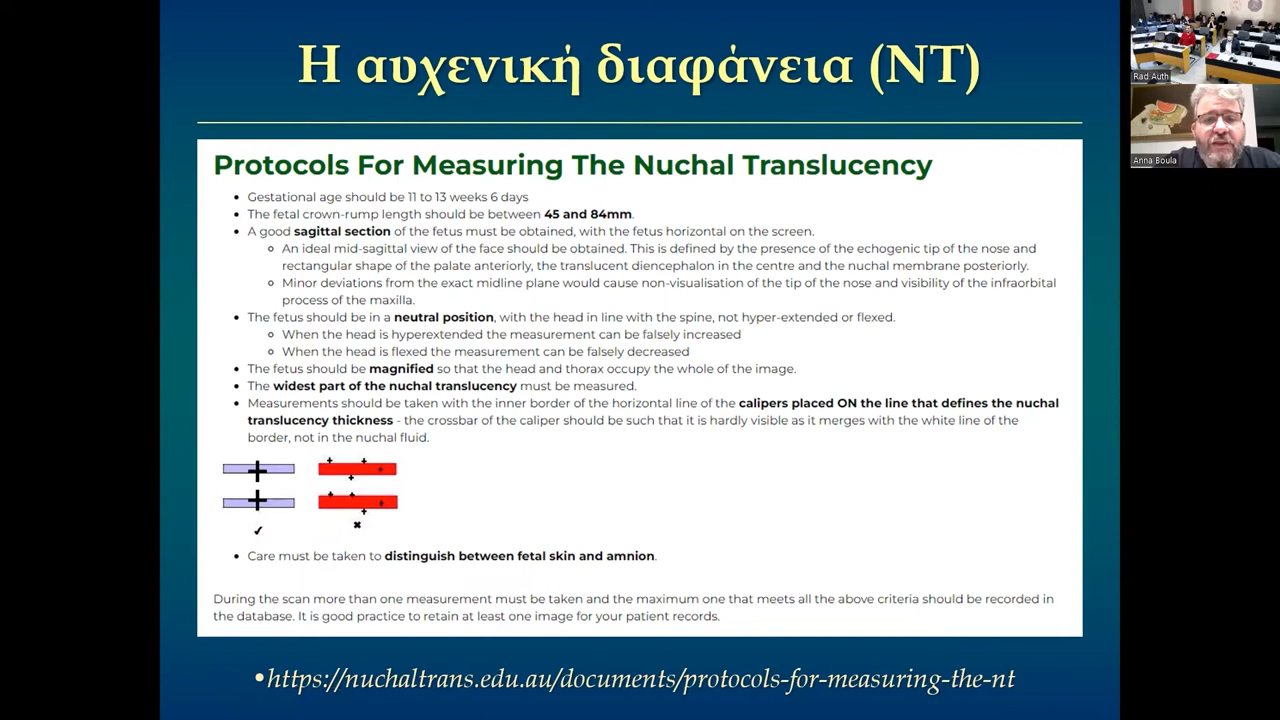 Η αυχενική διαφάνεια (NT)
Protocols For Measuring The Nuchal Translucency
• Gestational age should be 11 to 13 weeks 6 days
• The fetal crown-rump length should be between 45 and 84mm.
• A good sagittal section of the fetus must be obtained, with the fetus horizontal on the screen.
◦ An ideal mid-sagittal view of the face should be obtained. This is defined by the presence of the echogenic tip of the nose and
rectangular shape of the palate anteriorly, the translucent diencephalon in the centre and the nuchal membrane posteriorly.
◦ Minor deviations from the exact midline plane would cause non-visualisation of the tip of the nose and visibility of the infraorbital
process of the maxilla.
• The fetus should be in a neutral position, with the head in line with the spine, not hyper-extended or flexed.
◦ When the head is hyperextended the measurement can be falsely increased
◦ When the head is flexed the measurement can be falsely decreased
• The fetus should be magnified so that the head and thorax occupy the whole of the image.
• The widest part of the nuchal translucency must be measured.
• Measurements should be taken with the inner border of the horizontal line of the calipers placed ON the line that defines the nuchal
translucency thickness - the crossbar of the caliper should be such that it is hardly visible as it merges with the white line of the
border, not in the nuchal fluid.
• Care must be taken to distinguish between fetal skin and amnion.
During the scan more than one measurement must be taken and the maximum one that meets all the above criteria should be recorded in
the database. It is good practice to retain at least one image for your patient records.
•https://nuchaltrans.edu.au/documents/protocols-for-measuring-the-nt
Rad Auth
Anna Boula